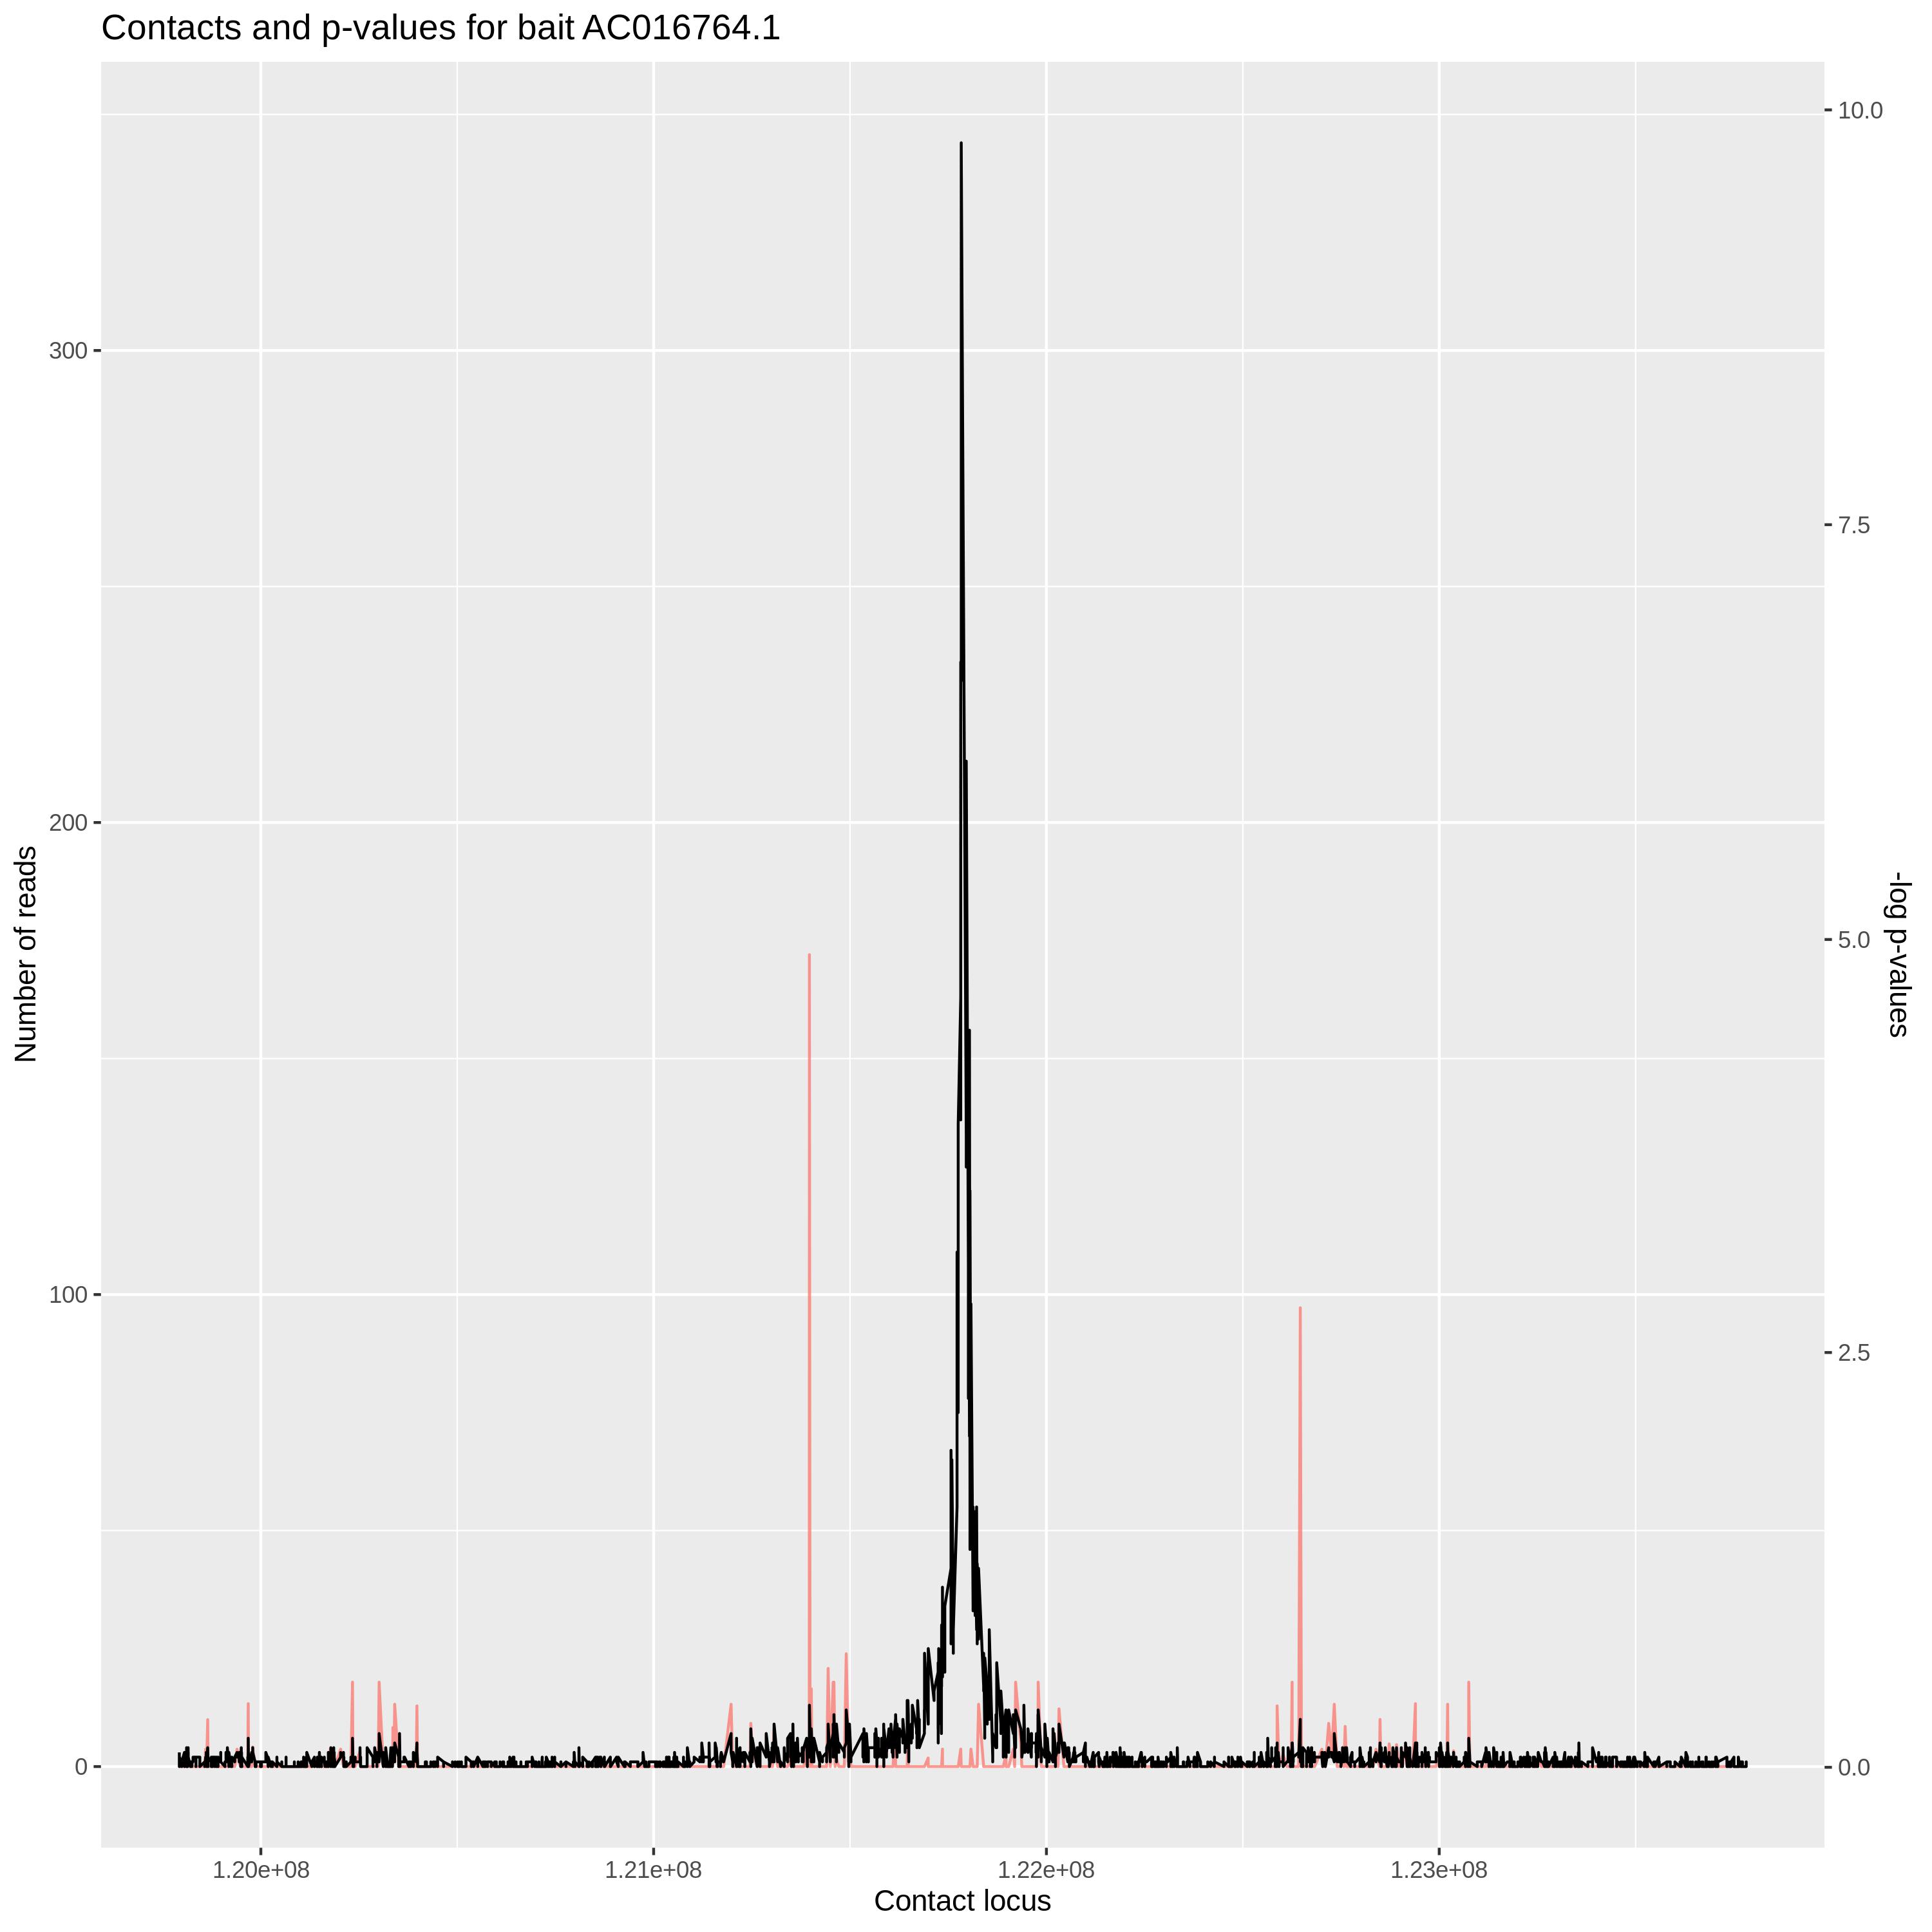 Contacts and p-values for bait AC016764.1
10.0
7.5
300
200
5.0
Number of reads
-log p-values
100
2.5
0
0.0
1.20e+08
1.21e+08
1.22e+08
1.23e+08
Contact locus